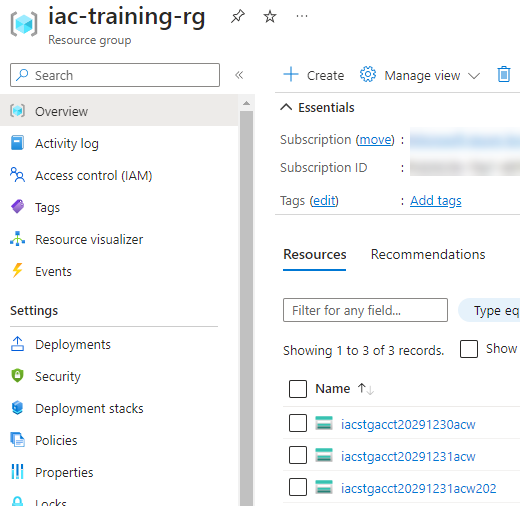 iac-training-rg
Resource group
Search
Overview
Activity log
Access control (IAM)
Tags
Resource visualizer
Events
Settings
Deployments
Security
Deployment stacks
Policies
Properties
Locks
Create
Manage view
Essentials
Subscription (move) :
Subscription ID :
Tags (edit) : Add tags
Resources Recommendations
Filter for any field... Type eq
Showing 1 to 3 of 3 records. Show
Name
iacstgacct20291230acw
iacstgacct20291231acw
iacstgacct20291231acw202